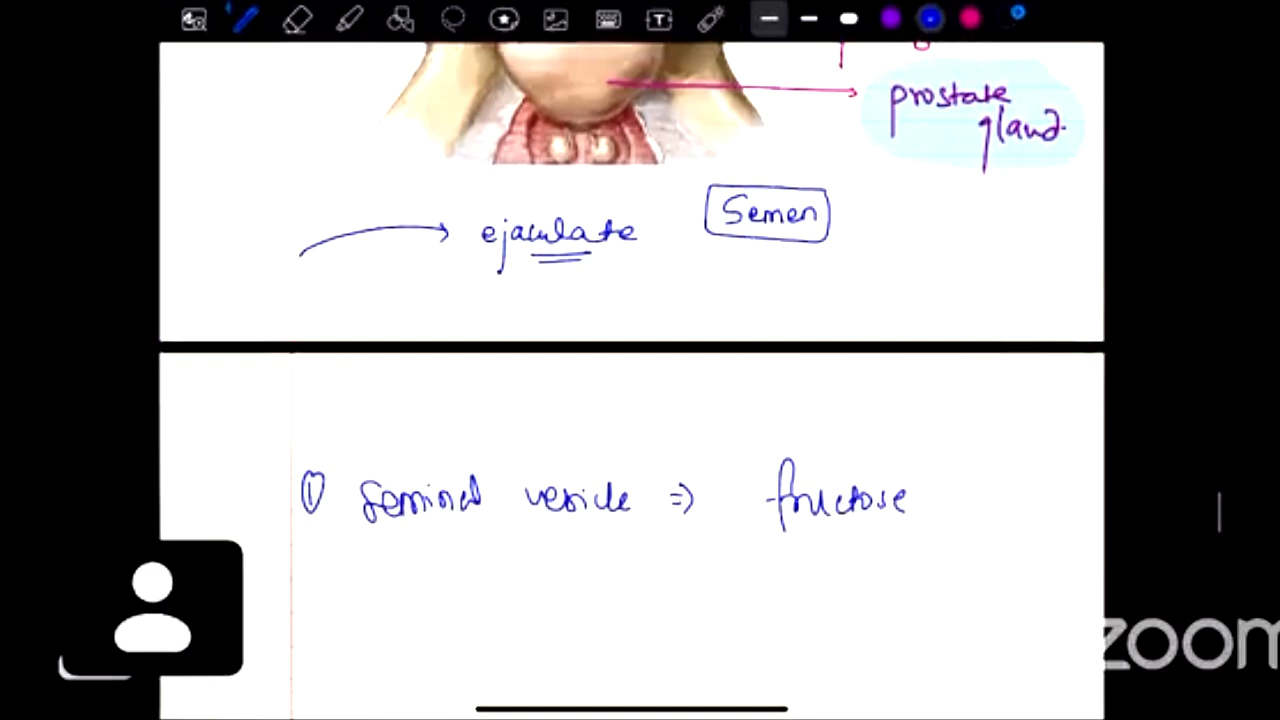 prostate
gland.
ejaculate
Semen
① Seminal vesicle => fructose
zoom